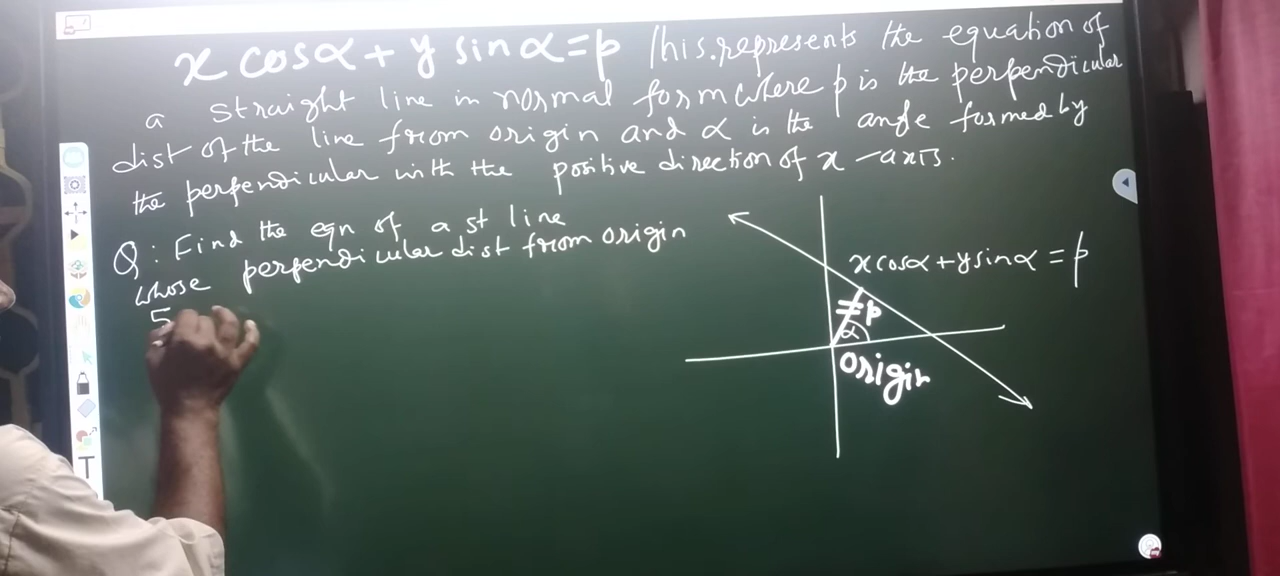 x cosα + y sinα = p This represents the equation of
a straight line in normal form where p is the perpendicular
dist of the line from origin and α is the angle formed by
the perpendicular with the positive direction of x-axis.
Q: Find the eqn of a st line
whose perpendicular dist from origin
5
x cosα + y sinα = p
= p
α
origin
T